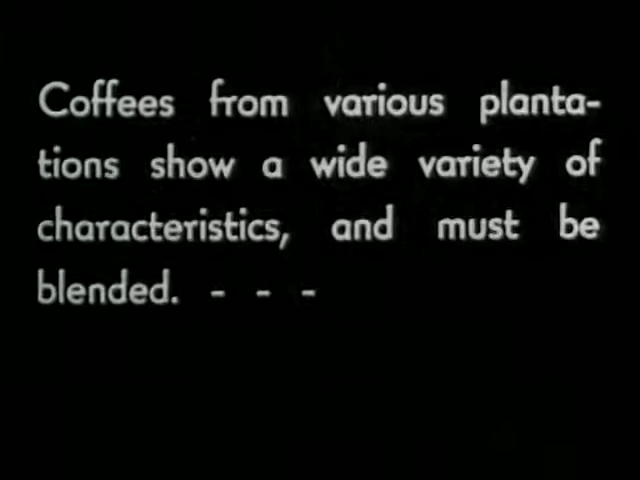 Coffees from various planta-
tions show a wide variety of
characteristics, and must be
blended. - - -